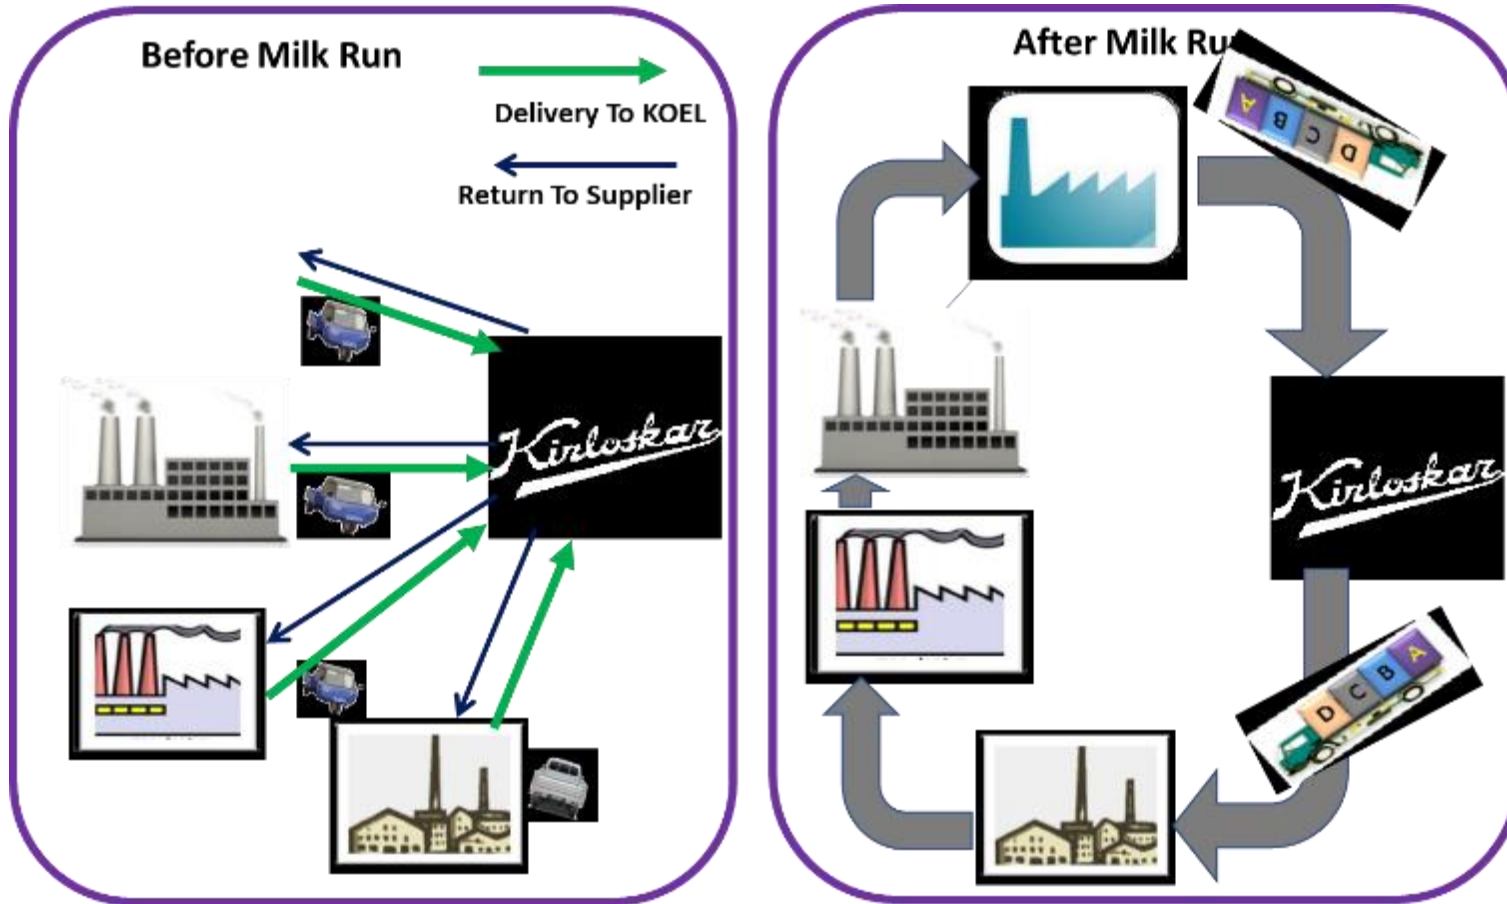 Before Milk Run
Delivery To KOEL
Return To Supplier
Kirloskar
After Milk Ru
A B C D
Kirloskar
D C B A